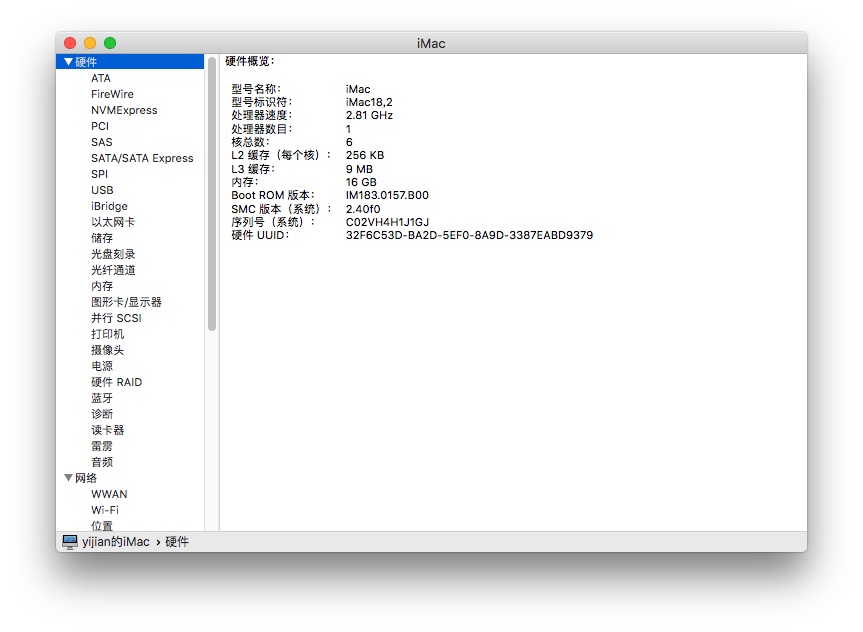 iMac
硬件
ATA
FireWire
NVMExpress
PCI
SAS
SATA/SATA Express
SPI
USB
iBridge
以太网卡
储存
光盘刻录
光纤通道
内存
图形卡/显示器
并行 SCSI
打印机
摄像头
电源
硬件 RAID
蓝牙
诊断
读卡器
雷雳
音频
网络
WWAN
Wi-Fi
位置
硬件概览：
型号名称： iMac
型号标识符： iMac18,2
处理器速度： 2.81 GHz
处理器数目： 1
核总数： 6
L2 缓存（每个核）： 256 KB
L3 缓存： 9 MB
内存： 16 GB
Boot ROM 版本： IM183.0157.B00
SMC 版本（系统）： 2.40f0
序列号（系统）： C02VH4H1J1GJ
硬件 UUID： 32F6C53D-BA2D-5EF0-8A9D-3387EABD9379
yijian的iMac › 硬件